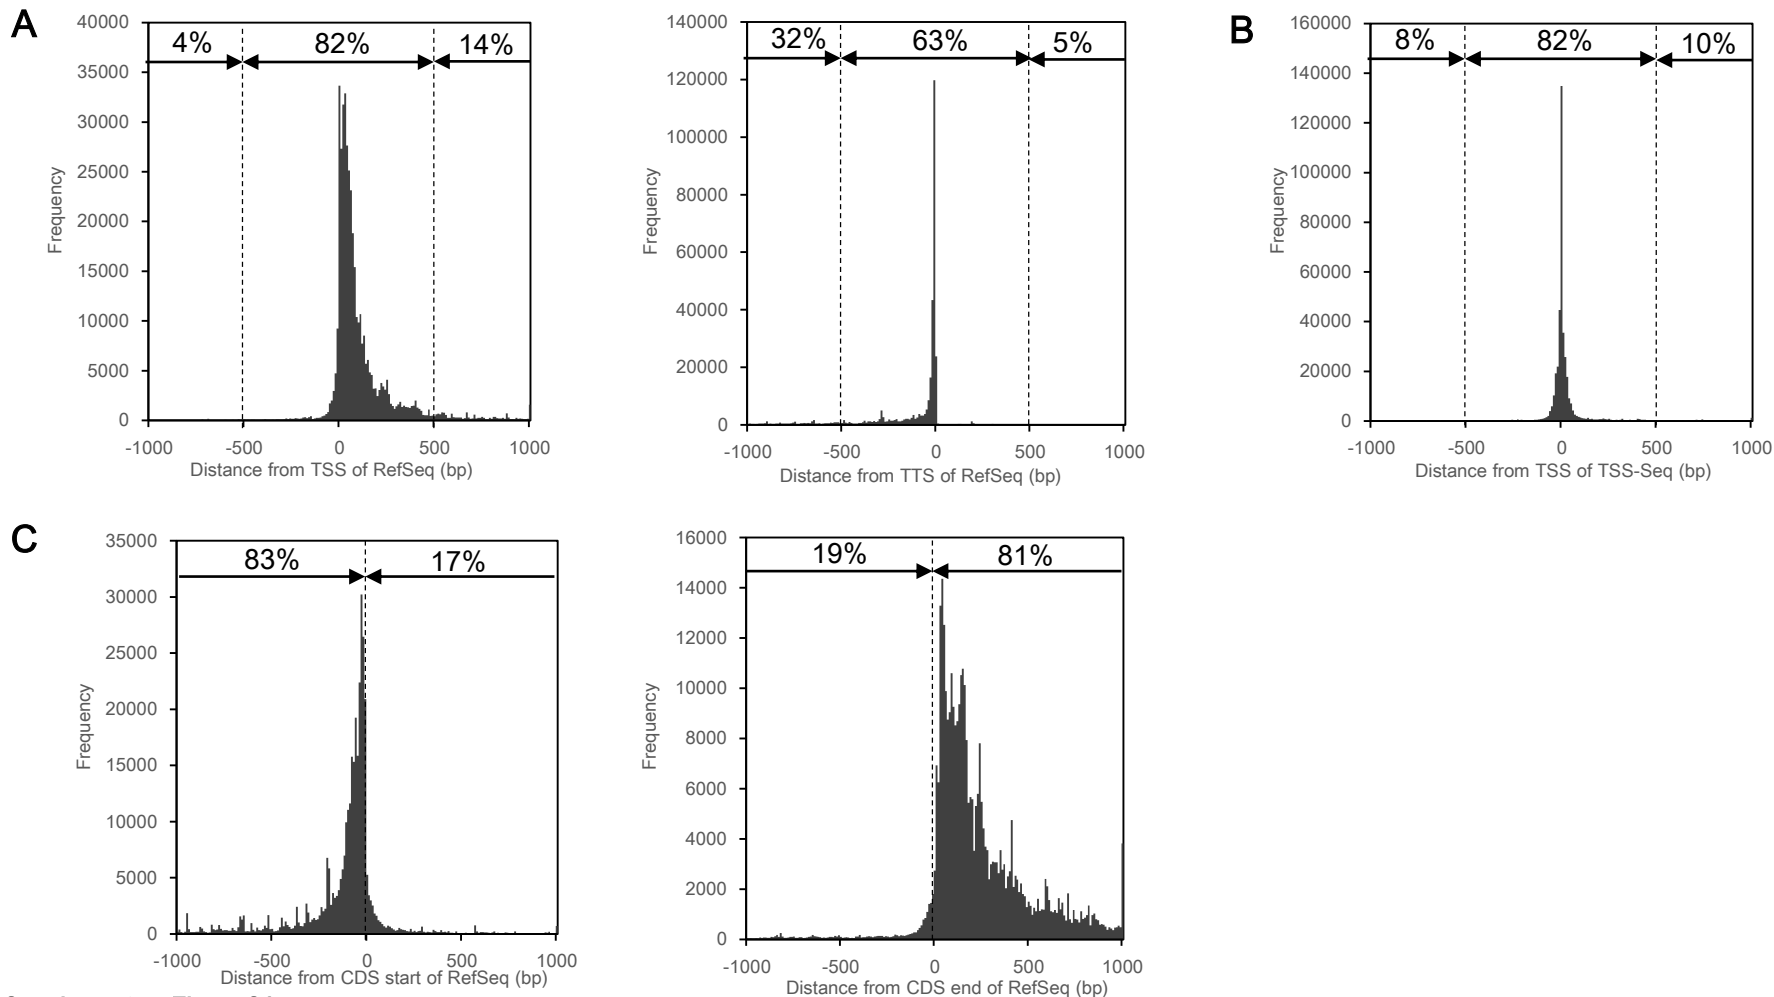 A
4% 82% 14%
40000
35000
30000
25000
20000
15000
10000
5000
0
Frequency
-1000 -500 0 500 1000
Distance from TSS of RefSeq (bp)
32% 63% 5%
140000
120000
100000
80000
60000
40000
20000
0
Frequency
-1000 -500 0 500 1000
Distance from TTS of RefSeq (bp)
B
8% 82% 10%
160000
140000
120000
100000
80000
60000
40000
20000
0
Frequency
-1000 -500 0 500 1000
Distance from TSS of TSS-Seq (bp)
C
83% 17%
35000
30000
25000
20000
15000
10000
5000
0
Frequency
-1000 -500 0 500 1000
Distance from CDS start of RefSeq (bp)
19% 81%
16000
14000
12000
10000
8000
6000
4000
2000
0
Frequency
-1000 -500 0 500 1000
Distance from CDS end of RefSeq (bp)